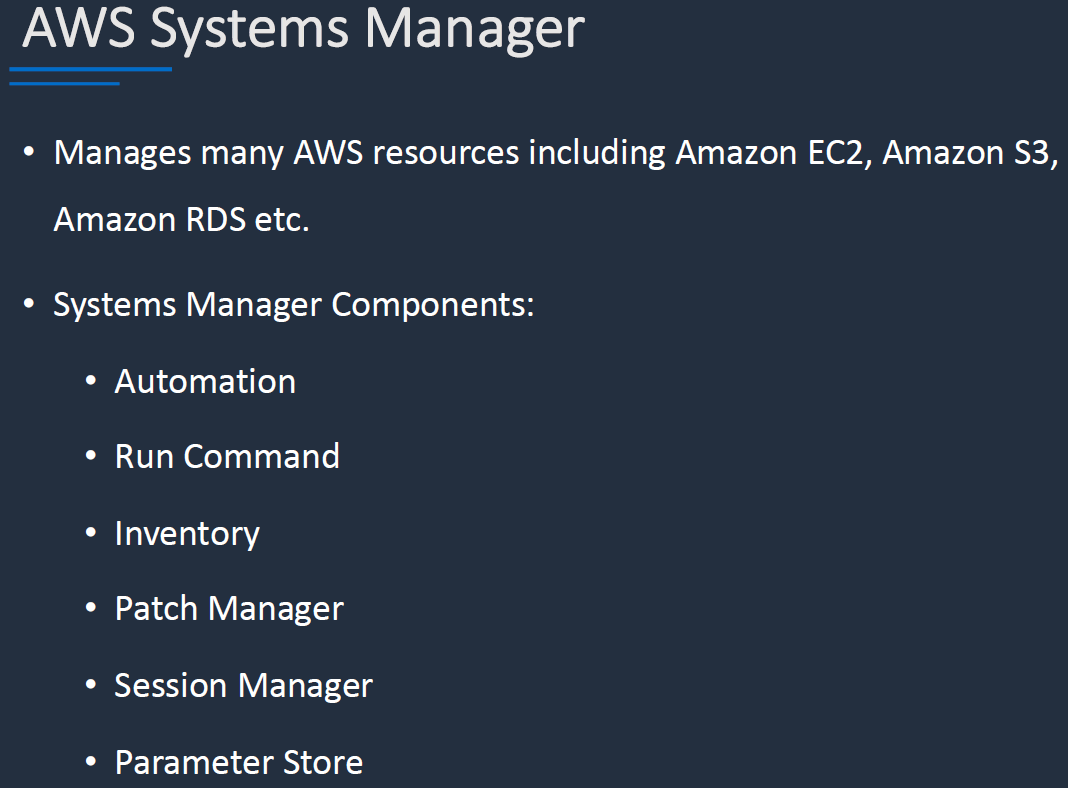 AWS Systems Manager
• Manages many AWS resources including Amazon EC2, Amazon S3,
Amazon RDS etc.
• Systems Manager Components:
• Automation
• Run Command
• Inventory
• Patch Manager
• Session Manager
• Parameter Store